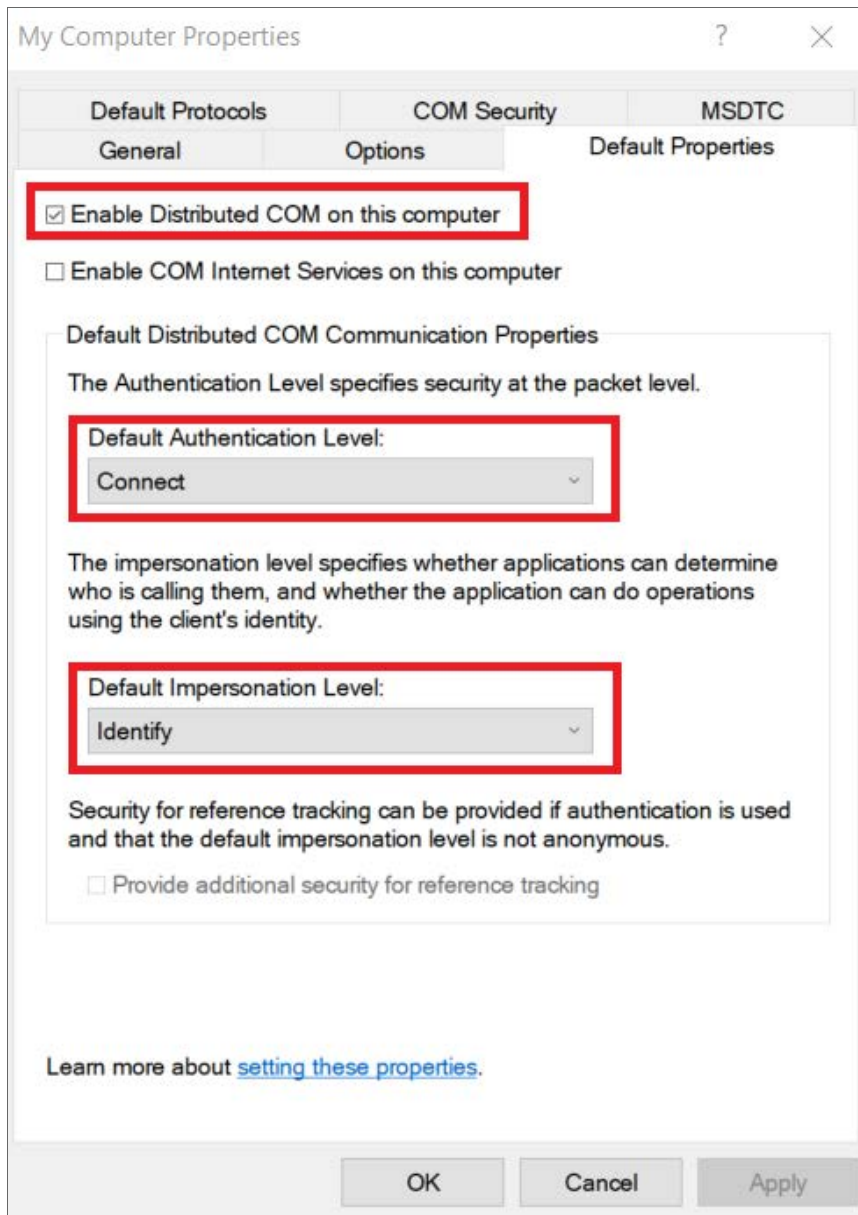 My Computer Properties
?
Default Protocols
COM Security
MSDTC
General
Options
Default Properties
Enable Distributed COM on this computer
Enable COM Internet Services on this computer
Default Distributed COM Communication Properties
The Authentication Level specifies security at the packet level.
Default Authentication Level:
Connect
The impersonation level specifies whether applications can determine
who is calling them, and whether the application can do operations
using the client's identity.
Default Impersonation Level:
Identify
Security for reference tracking can be provided if authentication is used
and that the default impersonation level is not anonymous.
Provide additional security for reference tracking
Learn more about setting these properties.
OK
Cancel
Apply